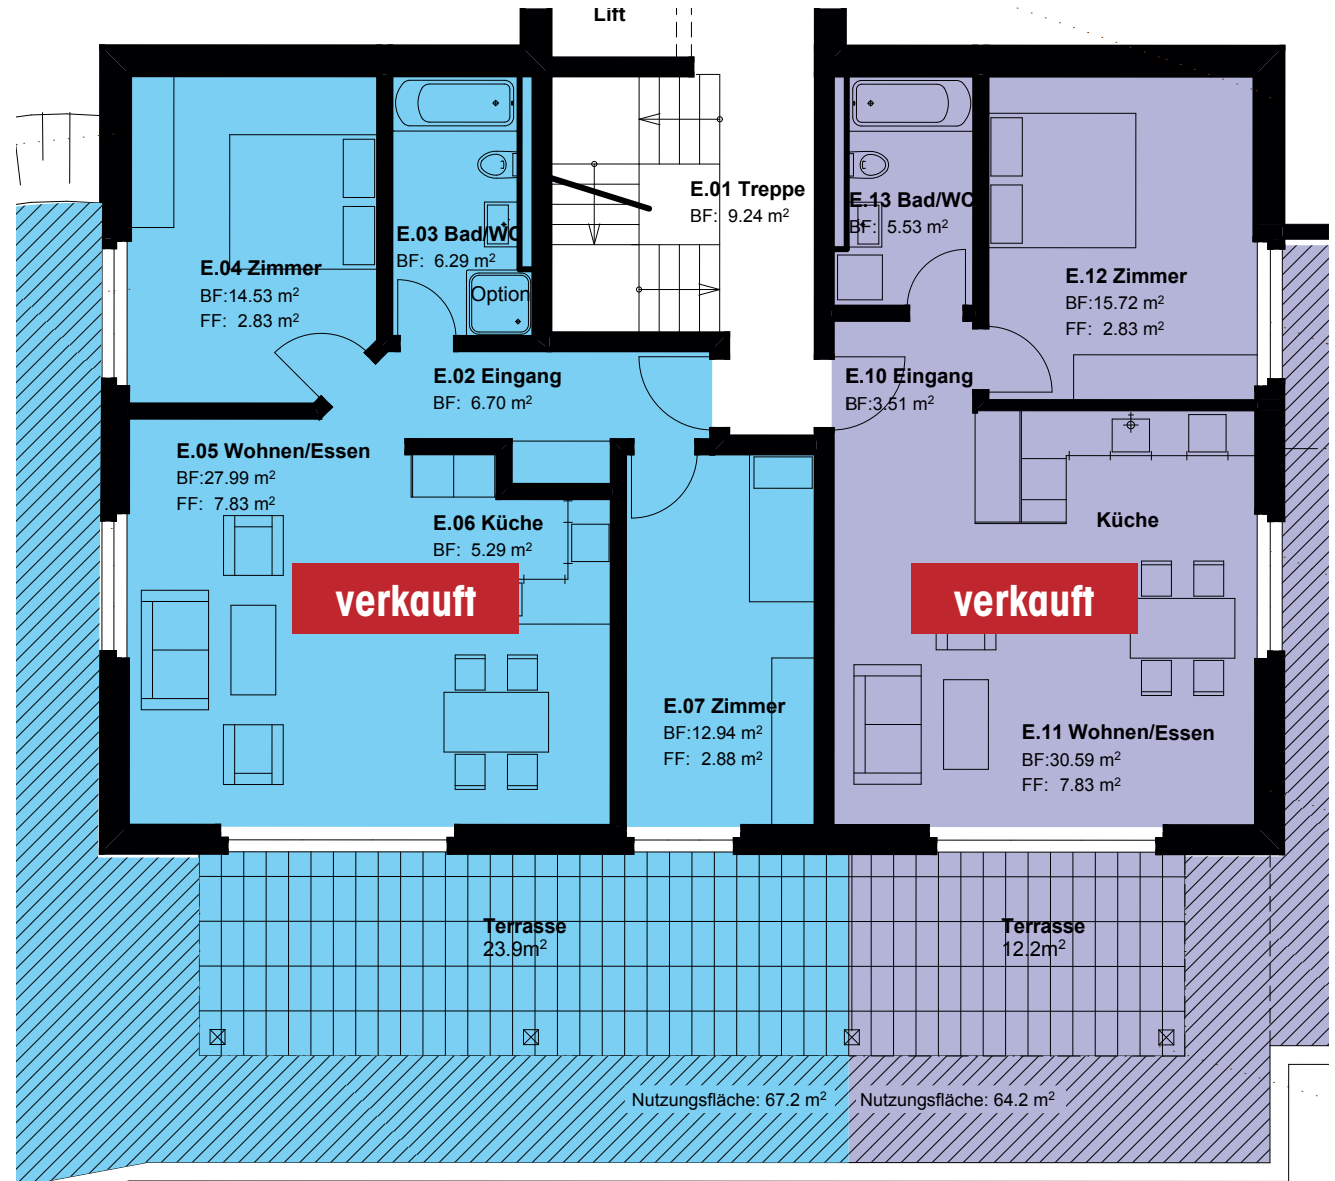 Lift
E.01 Treppe
BF: 9.24 m²
E.03 Bad/WC
BF: 6.29 m²
Option
E.04 Zimmer
BF:14.53 m²
FF: 2.83 m²
E.13 Bad/WC
BF: 5.53 m²
E.12 Zimmer
BF:15.72 m²
FF: 2.83 m²
E.02 Eingang
BF: 6.70 m²
E.10 Eingang
BF:3.51 m²
E.05 Wohnen/Essen
BF:27.99 m²
FF: 7.83 m²
E.06 Küche
BF: 5.29 m²
Küche
verkauft
verkauft
E.07 Zimmer
BF:12.94 m²
FF: 2.88 m²
E.11 Wohnen/Essen
BF:30.59 m²
FF: 7.83 m²
Terrasse
23.9m²
Terrasse
12.2m²
Nutzungsfläche: 67.2 m²
Nutzungsfläche: 64.2 m²